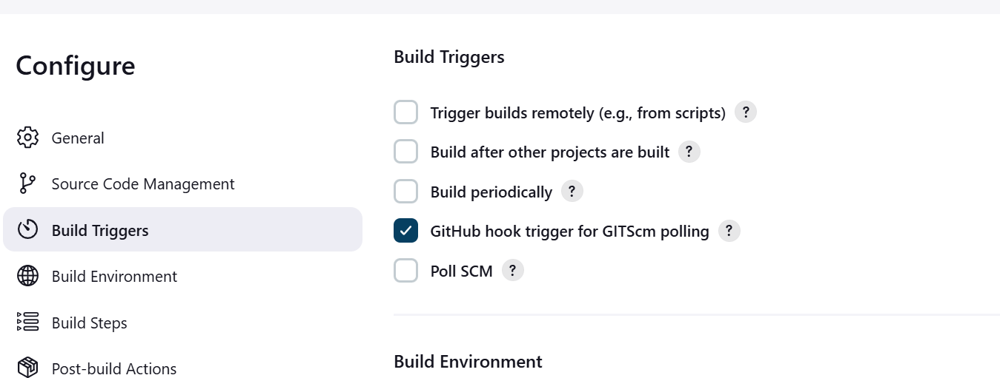 Configure
General
Source Code Management
Build Triggers
Build Environment
Build Steps
Post-build Actions
Build Triggers
Trigger builds remotely (e.g., from scripts) ?
Build after other projects are built ?
Build periodically ?
GitHub hook trigger for GITScm polling ?
Poll SCM ?
Build Environment